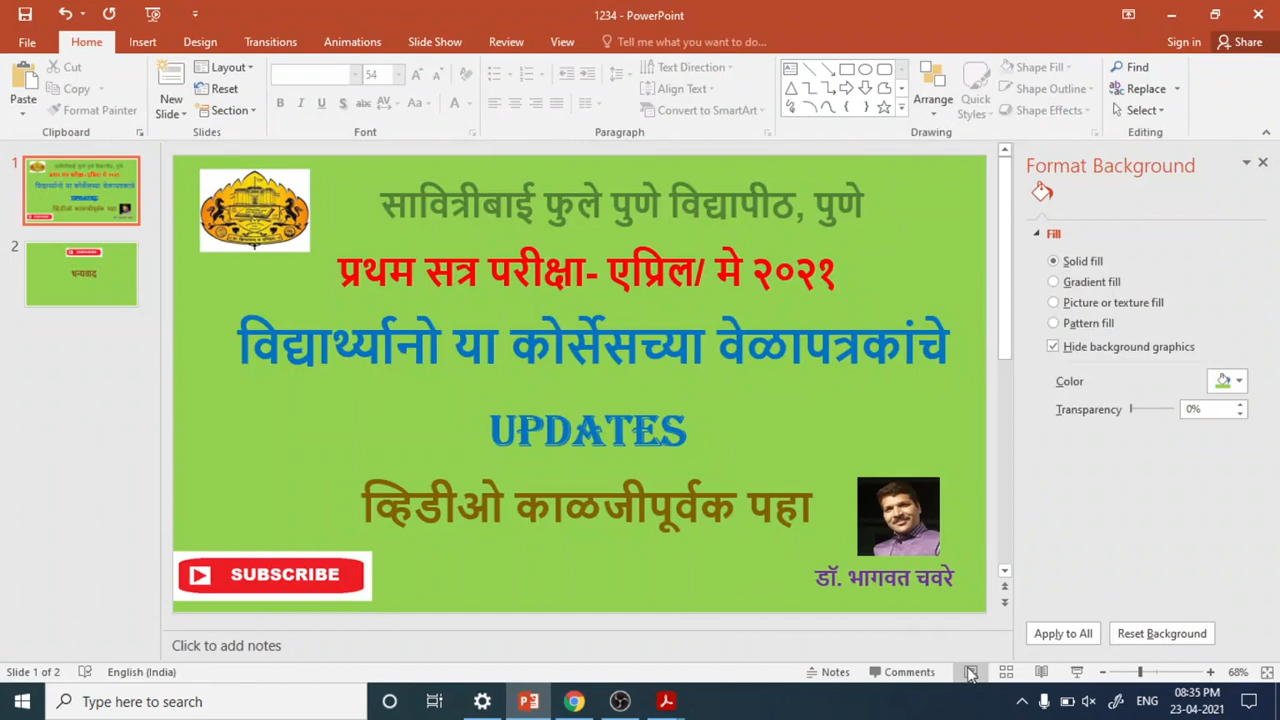 1234 - PowerPoint
Sign in Share
File Home Insert Design Transitions Animations Slide Show Review View Tell me what you want to do...
Paste Cut Copy Format Painter Clipboard
New Slide Layout Reset Section Slides
54 Font
Text Direction Align Text Convert to SmartArt Paragraph
Arrange Quick Styles Shape Fill Shape Outline Shape Effects Drawing
Find Replace Select Editing
1
2
SUBSCRIBE
धन्यवाद
सावित्रीबाई फुले पुणे विद्यापीठ, पुणे
प्रथम सत्र परीक्षा- एप्रिल/ मे २०२१
विद्यार्थ्यानो या कोर्सेसच्या वेळापत्रकांचे
UPDATES
व्हिडीओ काळजीपूर्वक पहा
SUBSCRIBE
डॉ. भागवत चवरे
Click to add notes
Format Background
Fill
Solid fill
Gradient fill
Picture or texture fill
Pattern fill
Hide background graphics
Color
Transparency 0%
Apply to All Reset Background
Slide 1 of 2 English (India) Notes Comments 68%
Type here to search
ENG 08:35 PM
23-04-2021